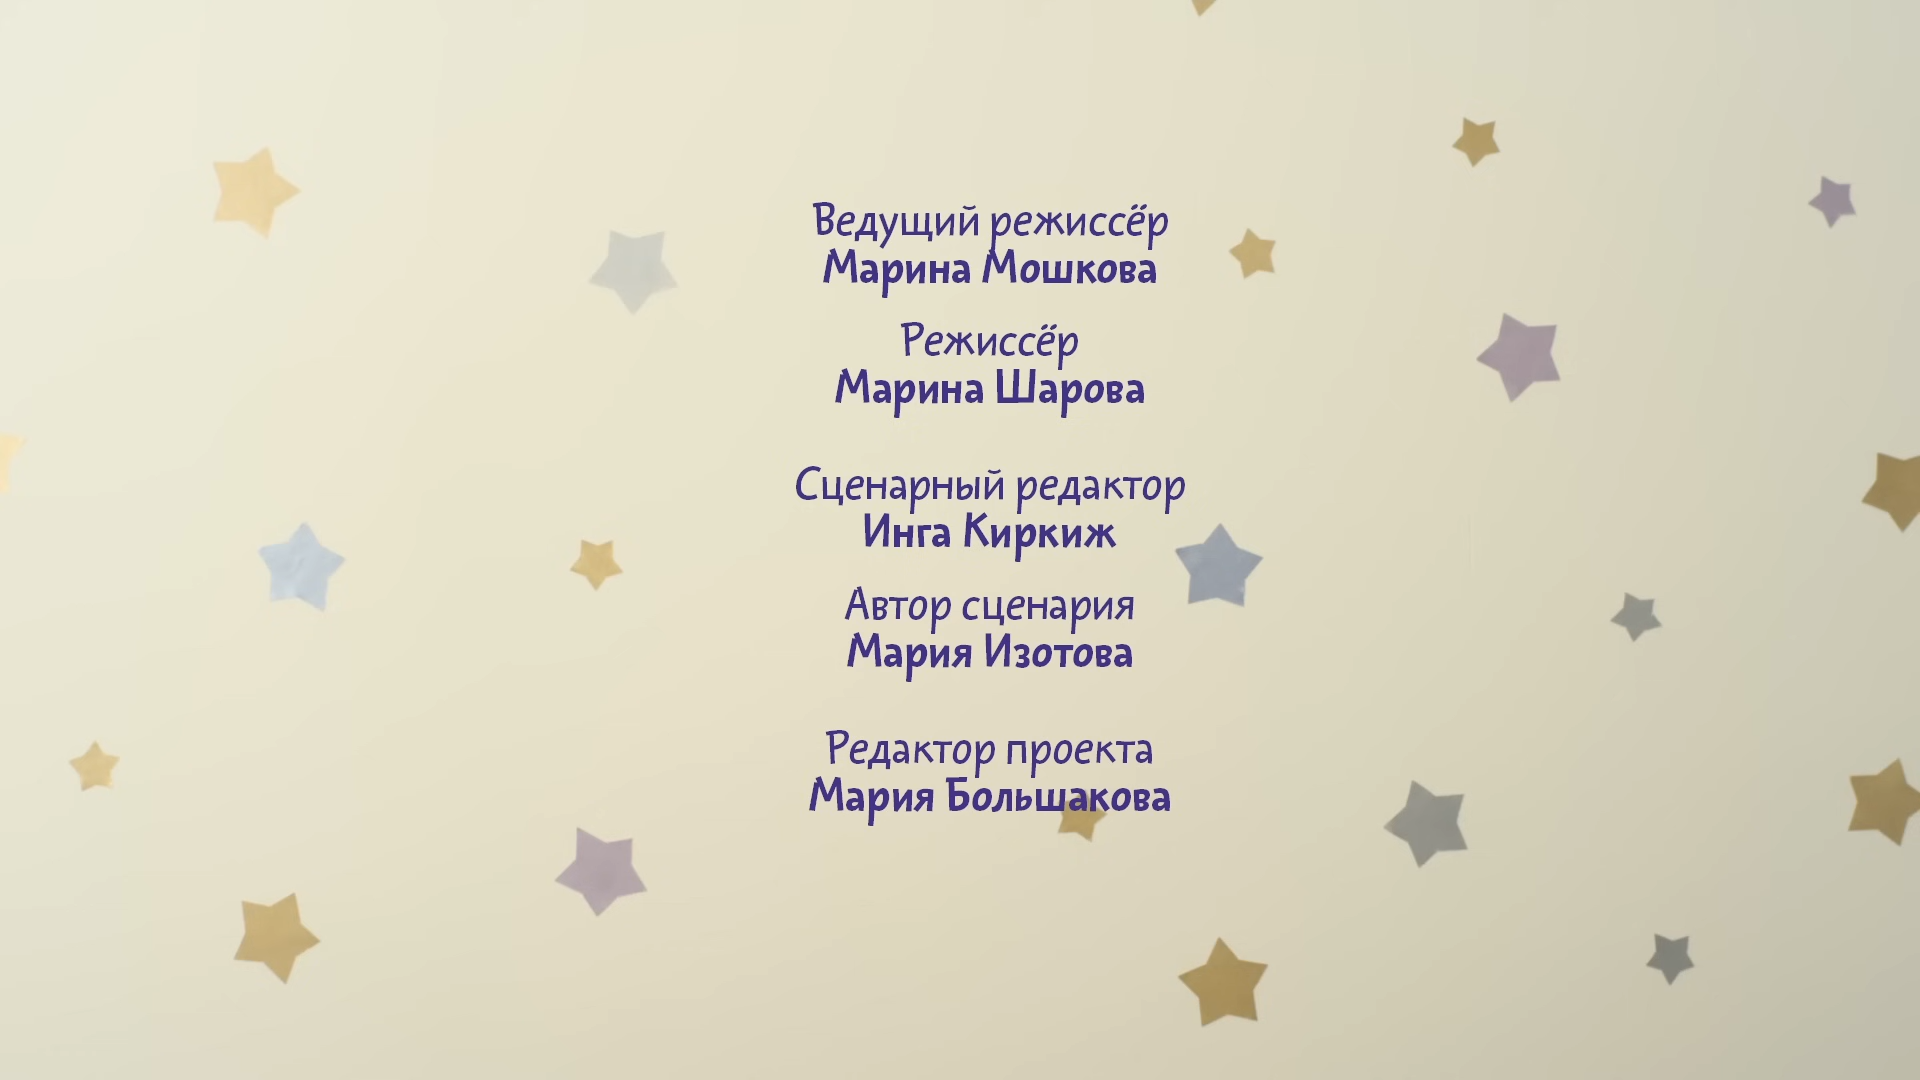 Ведущий режиссёр
Марина Мошкова
Режиссёр
Марина Шарова
Сценарный редактор
Инга Киркиж
Автор сценария
Мария Изотова
Редактор проекта
Мария Большакова